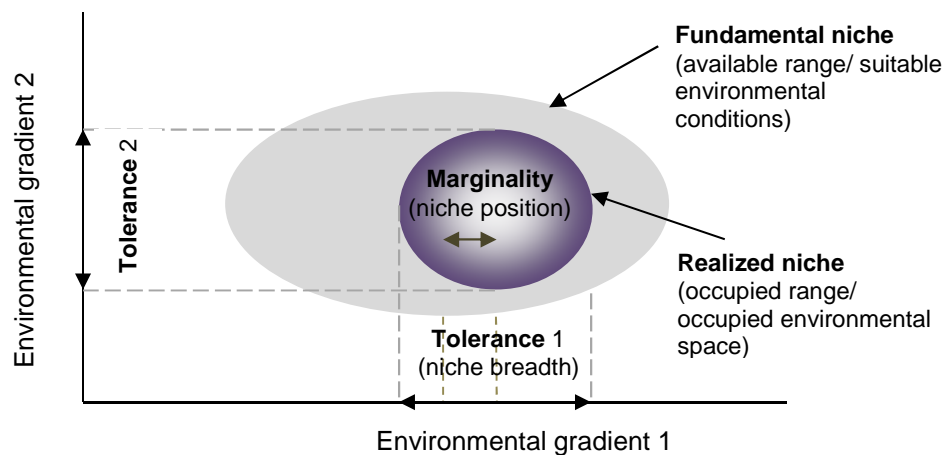 Fundamental niche
(available range/ suitable
environmental
conditions)
Environmental gradient 2
Tolerance 2
Marginality
(niche position)
Realized niche
(occupied range/
occupied environmental
space)
Tolerance 1
(niche breadth)
Environmental gradient 1